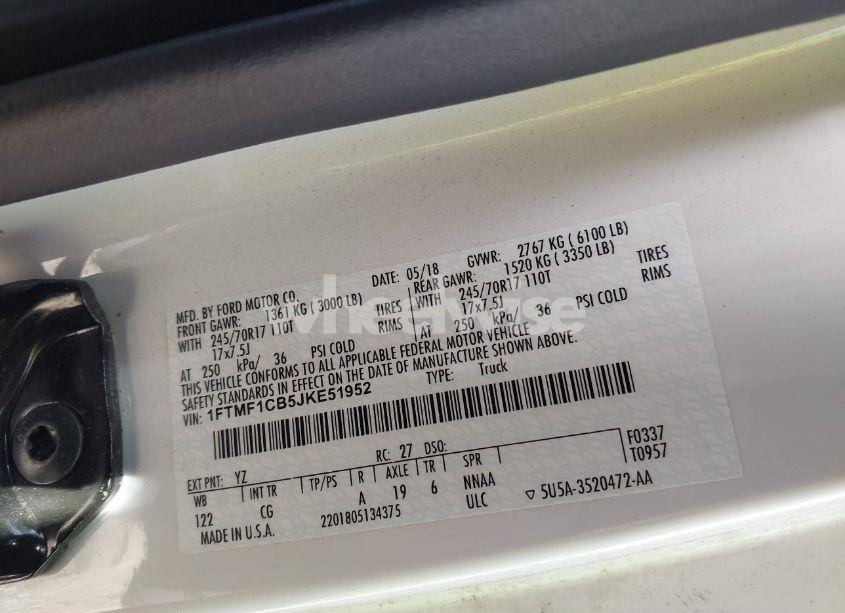 MFD. BY FORD MOTOR CO.
DATE: 05/18 GVWR: 2767 KG ( 6100 LB)
FRONT GAWR: 1361 KG ( 3000 LB) REAR GAWR: 1520 KG ( 3350 LB)
WITH 245/70R17 110T TIRES WITH 245/70R17 110T TIRES
17x7.5J RIMS 17x7.5J RIMS
AT 250 kPa/ 36 PSI COLD AT 250 kPa/ 36 PSI COLD
THIS VEHICLE CONFORMS TO ALL APPLICABLE FEDERAL MOTOR VEHICLE
SAFETY STANDARDS IN EFFECT ON THE DATE OF MANUFACTURE SHOWN ABOVE.
VIN: 1FTMF1CB5JKE51952 TYPE: Truck
F0337
T0957
EXT PNT: YZ RC: 27 DSO:
WB INT TR TP/PS R AXLE TR SPR
122 CG A 19 6 NNAA
ULC ▽ 5U5A-3520472-AA
MADE IN U.S.A. 2201805134375
wheelerwise